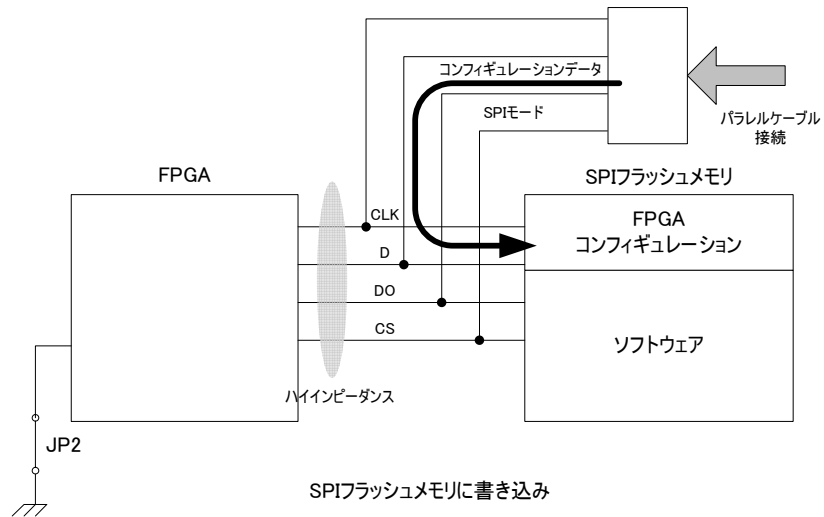 コンフィギュレーションデータ
SPIモード
パラレルケーブル
接続
FPGA
SPIフラッシュメモリ
CLK
FPGA
コンフィギュレーション
D
DO
CS
ソフトウェア
ハイインピーダンス
JP2
SPIフラッシュメモリに書き込み